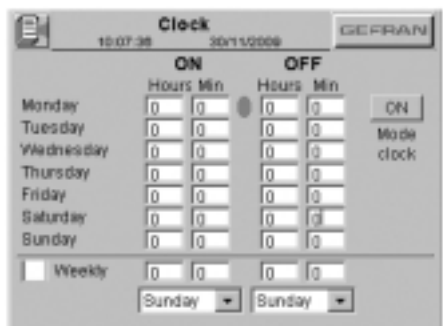 Clock
GEFRAN
10:07:36 30/11/2009
ON OFF
Hours Min Hours Min
Monday 0 0 0 0 ON
Tuesday 0 0 0 0 Mode
Wednesday 0 0 0 0 clock
Thursday 0 0 0 0
Friday 0 0 0 0
Saturday 0 0 0 0
Sunday 0 0 0 0
Weekly 0 0 0 0
Sunday Sunday